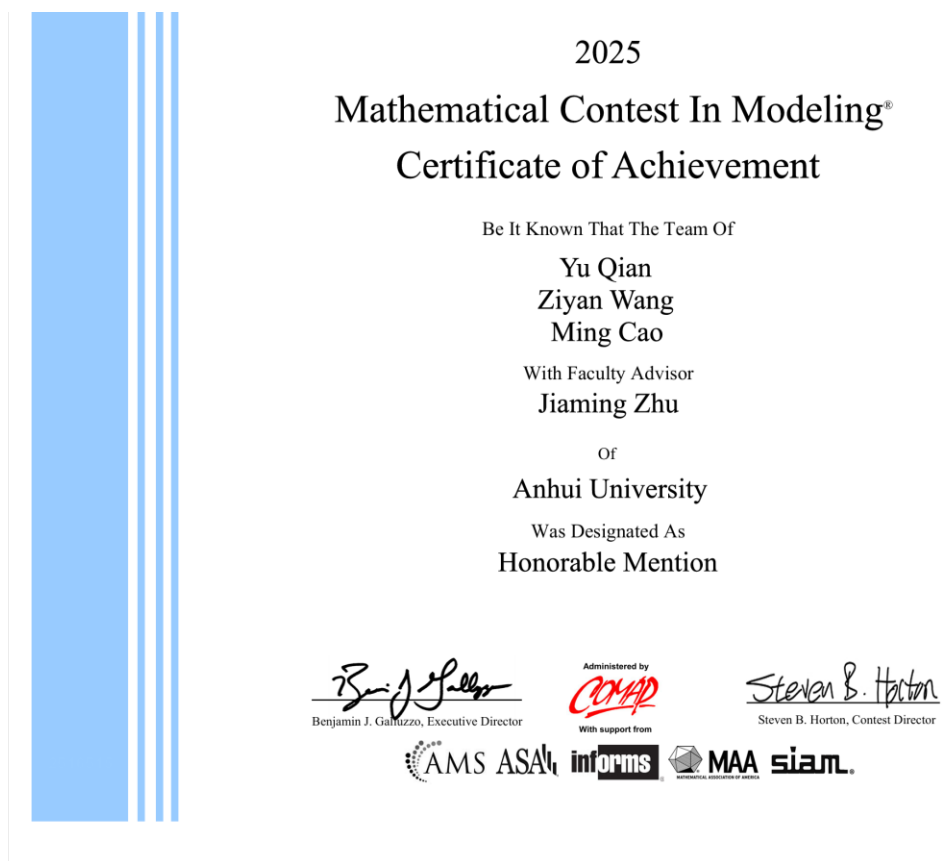 2025
Mathematical Contest In Modeling®
Certificate of Achievement
Be It Known That The Team Of
Yu Qian
Ziyan Wang
Ming Cao
With Faculty Advisor
Jiaming Zhu
Of
Anhui University
Was Designated As
Honorable Mention
Administered by
COMAP
With support from
Steven B. Horton
Benjamin J. Galluzzo, Executive Director
Steven B. Horton, Contest Director
AMS ASA informs® MAA siam®
MATHEMATICAL ASSOCIATION OF AMERICA